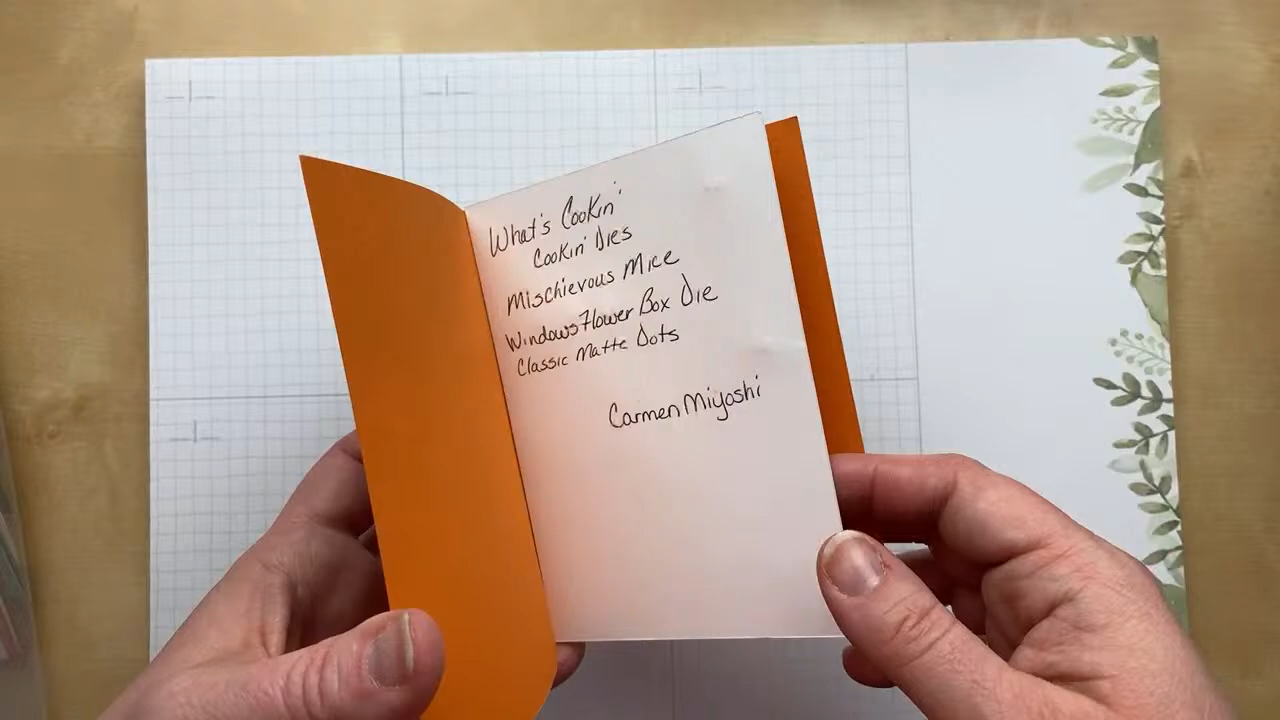 What's Cookin'
Cookin' Dies
Mischievous Mice
Windows Flower Box Die
Classic Matte Dots
Carmen Miyoshi